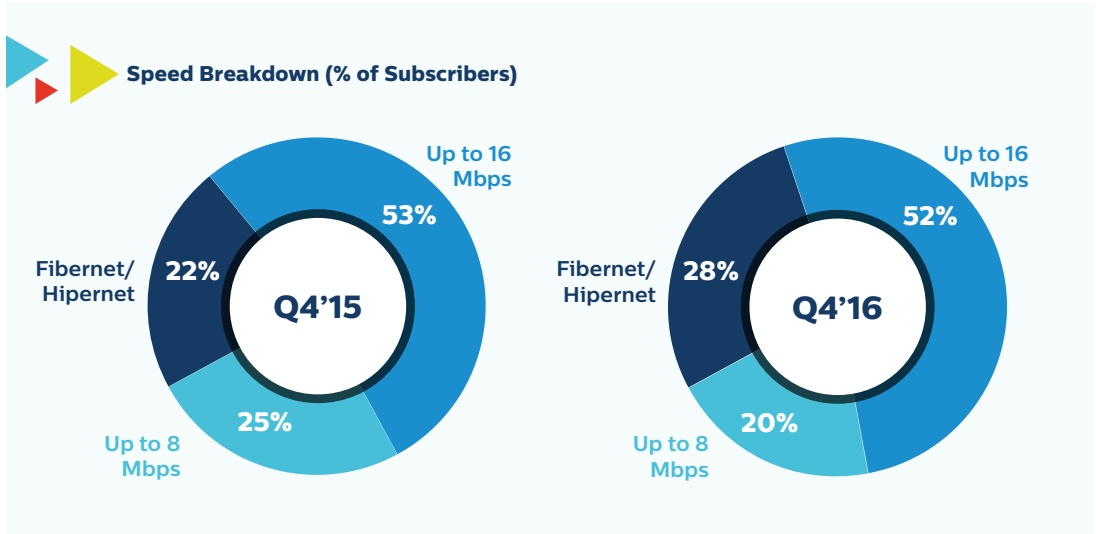 Speed Breakdown (% of Subscribers)
Up to 16
Mbps
53%
Fibernet/
Hipernet
22%
Q4’15
25%
Up to 8
Mbps
Up to 16
Mbps
52%
Fibernet/
Hipernet
28%
Q4’16
20%
Up to 8
Mbps